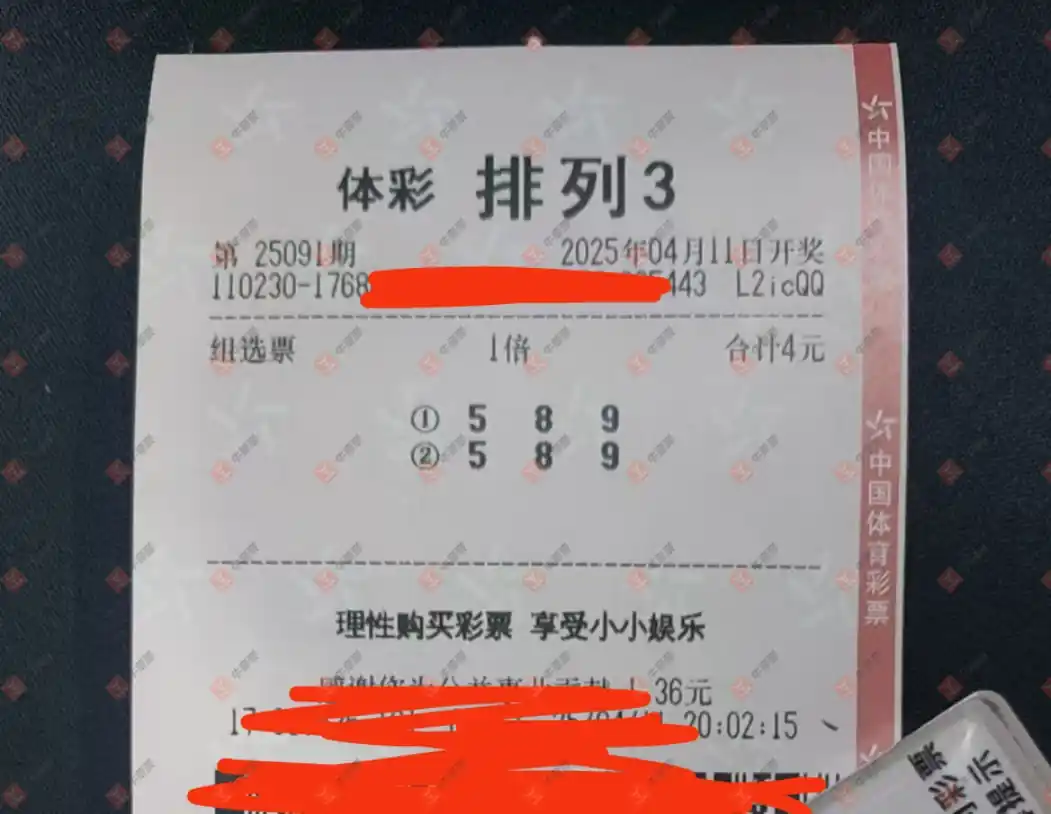 体彩 排列3
第 25091期 2025年04月11日开奖
110230-1768 443 L2icQQ
组选票 1倍 合计4元
① 5 8 9
② 5 8 9
理性购买彩票 享受小小娱乐
36元
20:02:15
中国体育彩票